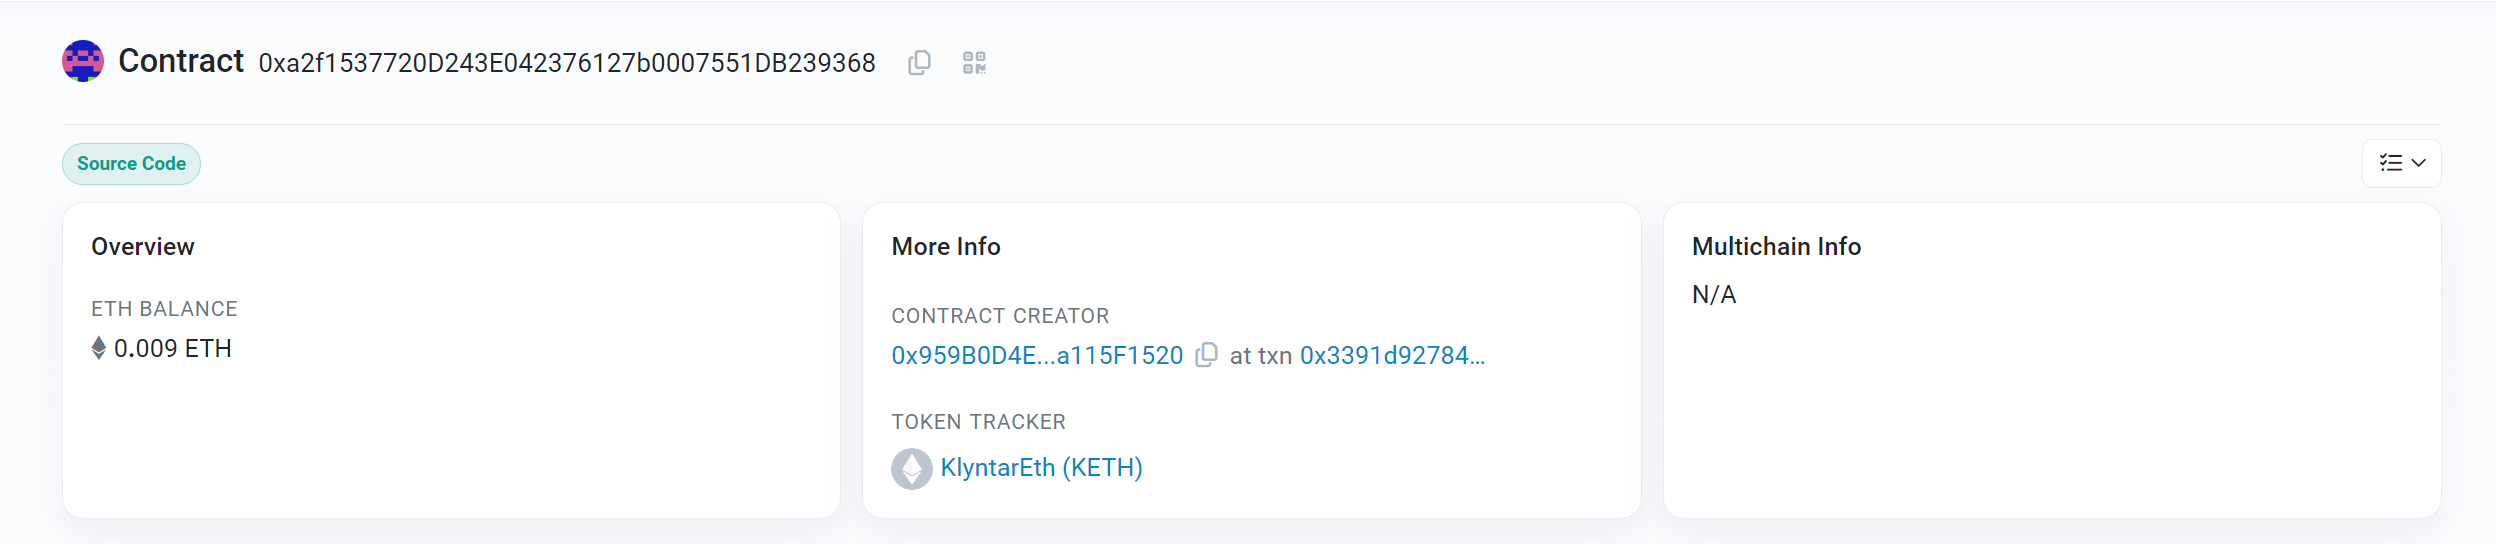 Contract 0xa2f1537720D243E042376127b0007551DB239368
Source Code
Overview
ETH BALANCE
0.009 ETH
More Info
CONTRACT CREATOR
0x959B0D4E...a115F1520 at txn 0x3391d92784...
TOKEN TRACKER
KlyntarEth (KETH)
Multichain Info
N/A